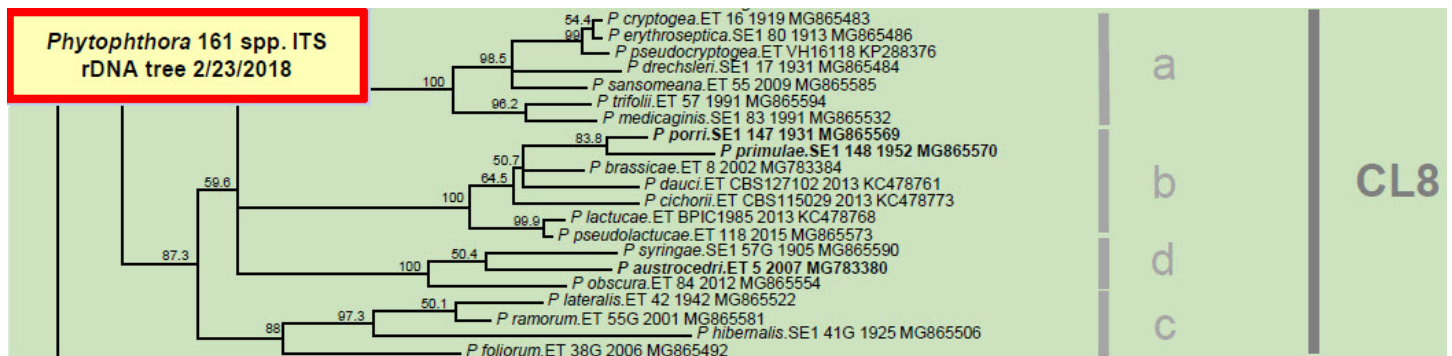 Phytophthora 161 spp. ITS
rDNA tree 2/23/2018
54.4
P cryptogea.ET 16 1919 MG865483
99
P erythroseptica.SE1 80 1913 MG865486
P pseudocryptogea.ET VH16118 KP288376
98.5
P drechsleri.SE1 17 1931 MG865484
100
P sansomeana.ET 55 2009 MG865585
96.2
P trifolii.ET 57 1991 MG865594
P medicaginis.SE1 83 1991 MG865532
a
83.8
P porri.SE1 147 1931 MG865569
P primulae.SE1 148 1952 MG865570
50.7
P brassicae.ET 8 2002 MG783384
64.5
P dauci.ET CBS127102 2013 KC478761
59.6
100
P cichorii.ET CBS115029 2013 KC478773
99.9
P lactucae.ET BPIC1985 2013 KC478768
P pseudolactucae.ET 118 2015 MG865573
b
CL8
87.3
50.4
P syringae.SE1 57G 1905 MG865590
100
P austrocedri.ET 5 2007 MG783380
P obscura.ET 84 2012 MG865554
d
50.1
P lateralis.ET 42 1942 MG865522
97.3
P ramorum.ET 55G 2001 MG865581
88
P hibernalis.SE1 41G 1925 MG865506
P foliorum.ET 38G 2006 MG865492
c